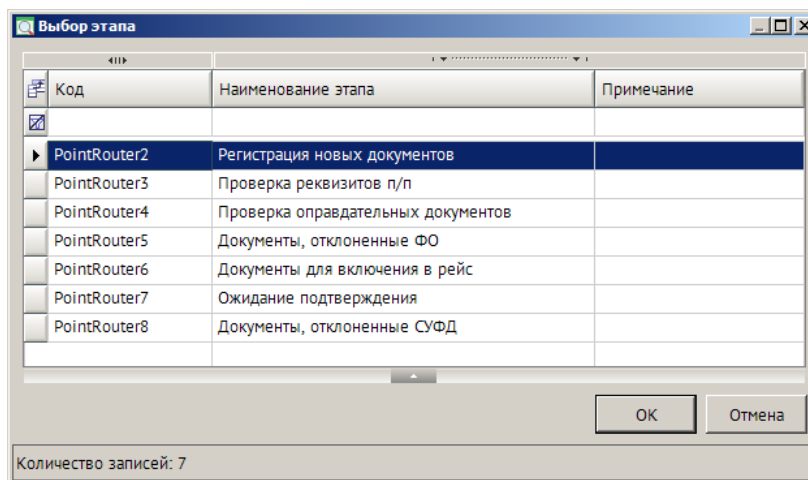 Выбор этапа
Код Наименование этапа Примечание
PointRouter2 Регистрация новых документов
PointRouter3 Проверка реквизитов п/п
PointRouter4 Проверка оправдательных документов
PointRouter5 Документы, отклоненные ФО
PointRouter6 Документы для включения в рейс
PointRouter7 Ожидание подтверждения
PointRouter8 Документы, отклоненные СУФД
ОК Отмена
Количество записей: 7